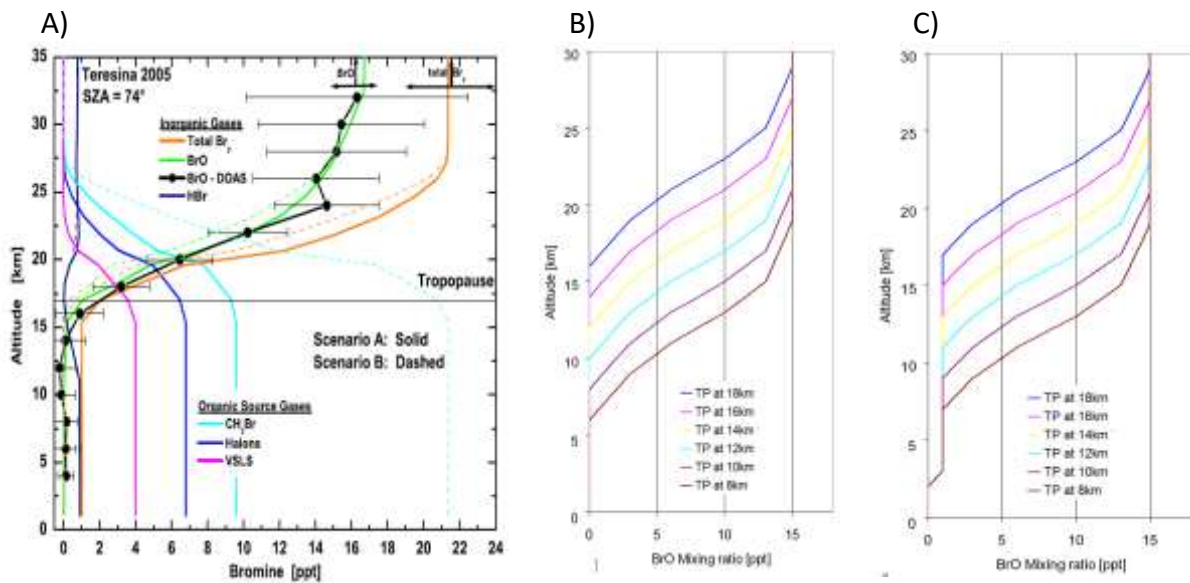 A)
B)
C)
35
30
25
20
15
10
5
0
Altitude [km]
Teresina 2005
SZA = 74°
BrO
total Br_y
Inorganic Gases
Total Br_y
BrO
BrO - DOAS
HBr
Tropopause
Scenario A: Solid
Scenario B: Dashed
Organic Source Gases
CH_3Br
Halons
VSLS
0 2 4 6 8 10 12 14 16 18 20 22 24
Bromine [ppt]
30
25
20
15
10
5
0
Altitude [km]
TP at 18km
TP at 16km
TP at 14km
TP at 12km
TP at 10km
TP at 8km
0 5 10 15
BrO Mixing ratio [ppt]
30
25
20
15
10
5
0
Altitude [km]
TP at 18km
TP at 16km
TP at 14km
TP at 12km
TP at 10km
TP at 8km
0 5 10 15
BrO Mixing ratio [ppt]